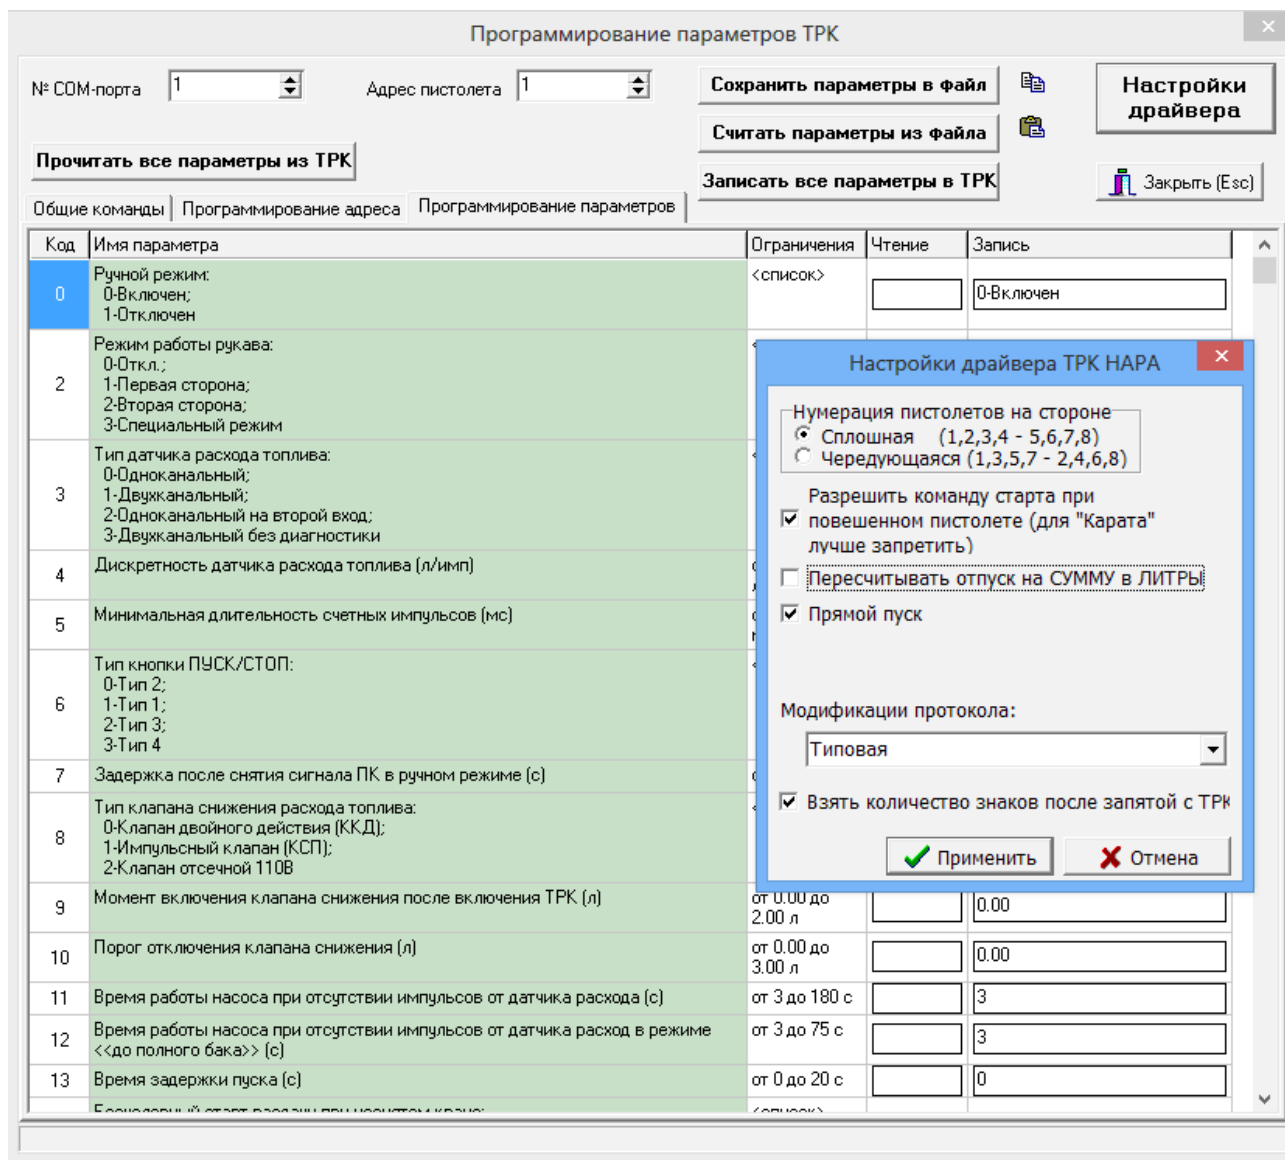 Программирование параметров ТРК
№ COM-порта
1
Адрес пистолета
1
Сохранить параметры в файл
Настройки
драйвера
Считать параметры из файла
Прочитать все параметры из ТРК
Записать все параметры в ТРК
Закрыть (Esc)
Общие команды
Программирование адреса
Программирование параметров
Код
Имя параметра
Ограничения
Чтение
Запись
0
Ручной режим:
0-Включен;
1-Отключен
<список>
0-Включен
2
Режим работы рукава:
0-Откл.;
1-Первая сторона;
2-Вторая сторона;
3-Специальный режим
3
Тип датчика расхода топлива:
0-Одноканальный;
1-Двухканальный;
2-Одноканальный на второй вход;
3-Двухканальный без диагностики
4
Дискретность датчика расхода топлива (л/имп)
5
Минимальная длительность счетных импульсов (мс)
6
Тип кнопки ПУСК/СТОП:
0-Тип 2;
1-Тип 1;
2-Тип 3;
3-Тип 4
7
Задержка после снятия сигнала ПК в ручном режиме (с)
8
Тип клапана снижения расхода топлива:
0-Клапан двойного действия (ККД);
1-Импульсный клапан (КСП);
2-Клапан отсечной 110В
9
Момент включения клапана снижения после включения ТРК (л)
от 0.00 до
2.00 л
0.00
10
Порог отключения клапана снижения (л)
от 0.00 до
3.00 л
0.00
11
Время работы насоса при отсутствии импульсов от датчика расхода (с)
от 3 до 180 с
3
12
Время работы насоса при отсутствии импульсов от датчика расход в режиме
<<до полного бака>> (с)
от 3 до 75 с
3
13
Время задержки пуска (с)
от 0 до 20 с
0
Настройки драйвера ТРК НАРА
Нумерация пистолетов на стороне
Сплошная (1,2,3,4 - 5,6,7,8)
Чередующаяся (1,3,5,7 - 2,4,6,8)
Разрешить команду старта при
повешенном пистолете (для "Карата"
лучше запретить)
Пересчитывать отпуск на СУММУ в ЛИТРЫ
Прямой пуск
Модификации протокола:
Типовая
Взять количество знаков после запятой с ТРК
Применить
Отмена